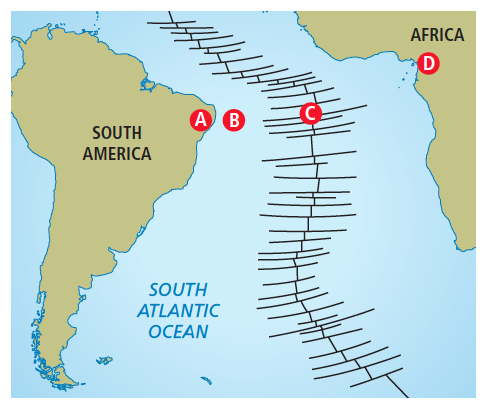 AFRICA
D
C
A
B
SOUTH
AMERICA
SOUTH
ATLANTIC
OCEAN